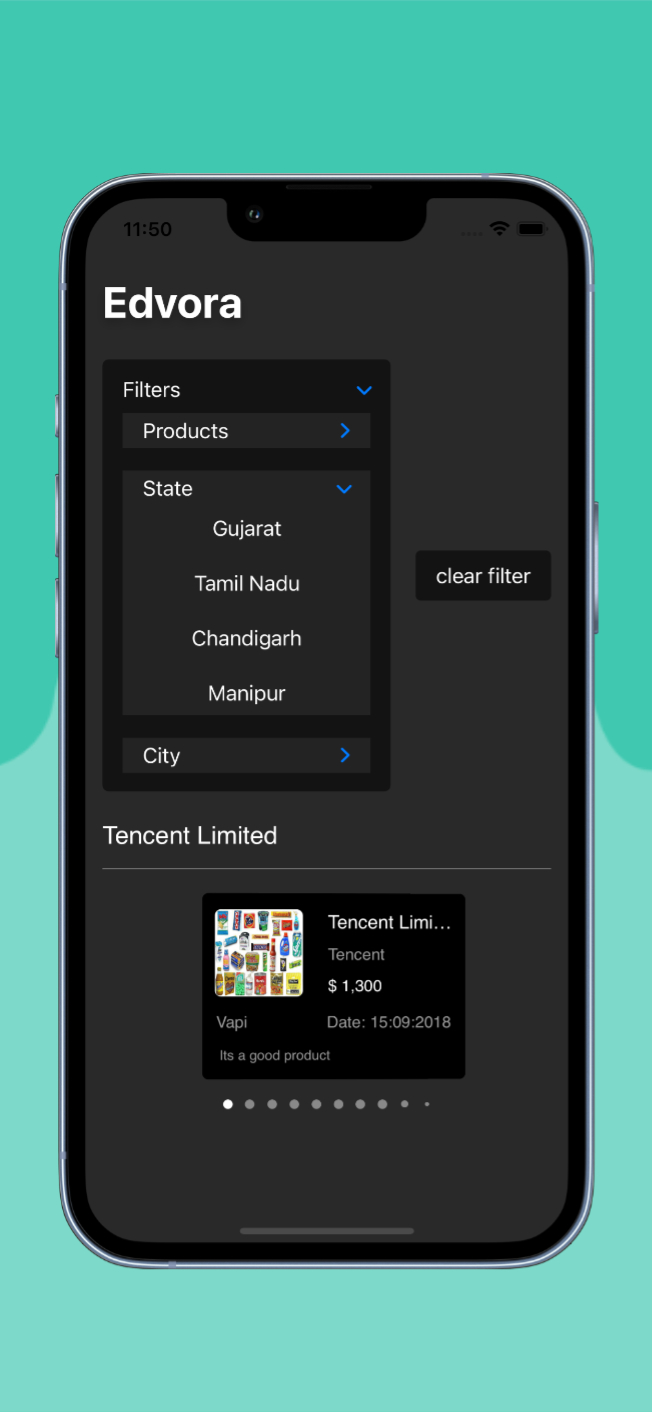 11:50
Edvora
Filters
Products
State
Gujarat
Tamil Nadu
Chandigarh
Manipur
City
clear filter
Tencent Limited
Tencent Limi...
Tencent
$ 1,300
Vapi
Date: 15:09:2018
Its a good product